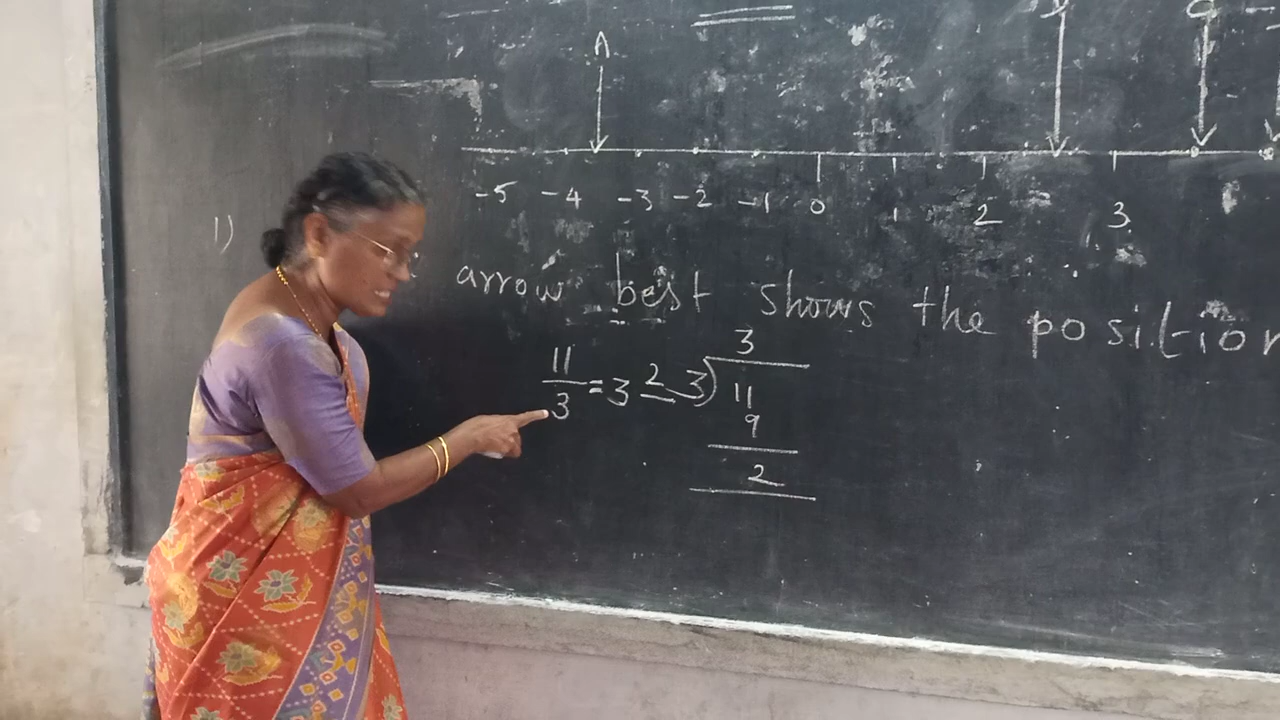 A
-5 -4 -3 -2 -1 0 1 2 3
1)
arrow best shows the position
3
11/3 = 3 2 3) 11
9
2